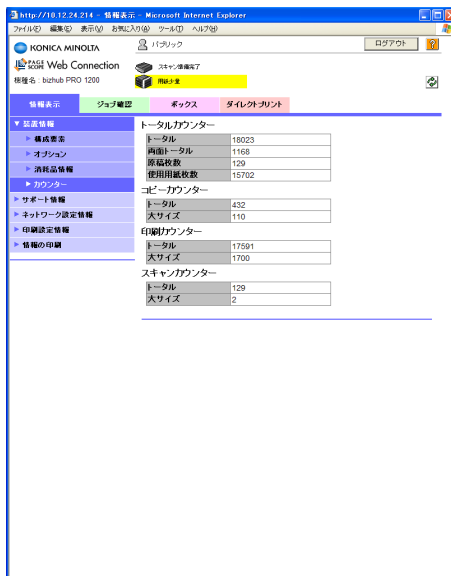 http://10.12.24.214 - 情報表示 - Microsoft Internet Explorer
ファイル(F) 編集(E) 表示(V) お気に入り(A) ツール(T) ヘルプ(H)
KONICA MINOLTA
パブリック
ログアウト
?
PAGE SCOPE Web Connection
スキャン準備完了
機種名 : bizhub PRO 1200
用紙少量
情報表示 ジョブ確認 ボックス ダイレクトプリント
▼ 装置情報
構成要素
オプション
消耗品情報
カウンター
サポート情報
ネットワーク設定情報
印刷設定情報
情報の印刷
トータルカウンター
トータル 18023
両面トータル 1168
原稿枚数 129
使用用紙枚数 15702
コピーカウンター
トータル 432
大サイズ 110
印刷カウンター
トータル 17591
大サイズ 1700
スキャンカウンター
トータル 129
大サイズ 2